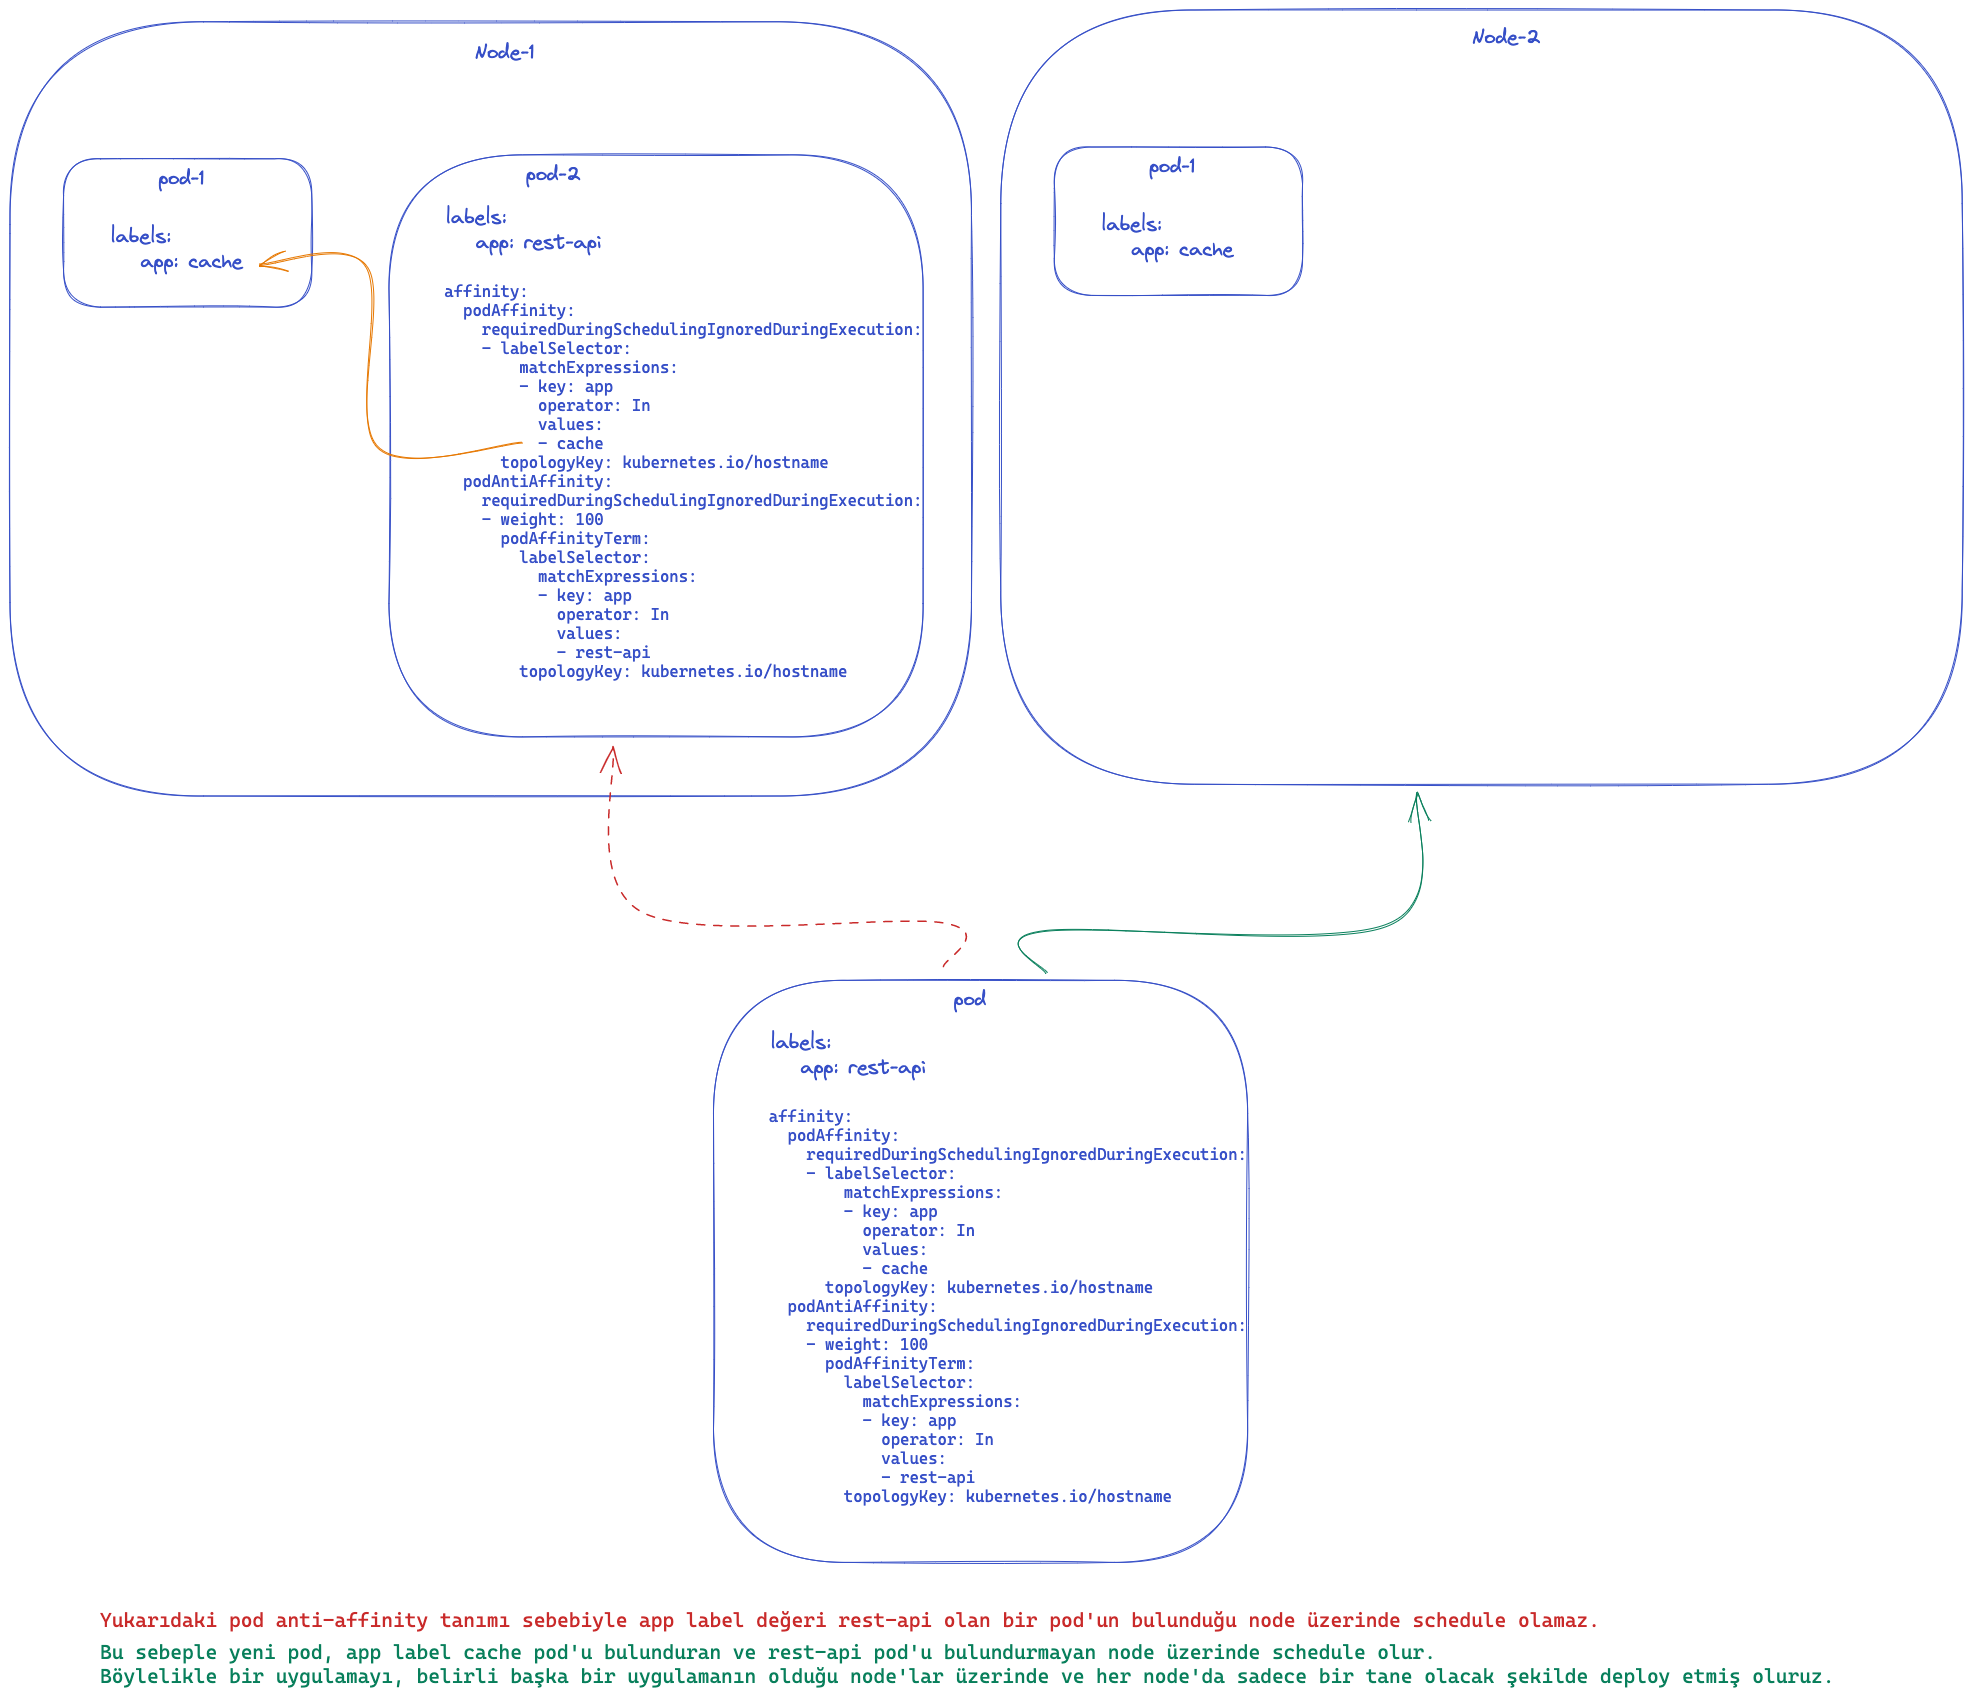 Node-1
pod-1
labels:
app: cache
pod-2
labels:
app: rest-api
affinity:
  podAffinity:
    requiredDuringSchedulingIgnoredDuringExecution:
    - labelSelector:
        matchExpressions:
        - key: app
          operator: In
          values:
          - cache
      topologyKey: kubernetes.io/hostname
  podAntiAffinity:
    requiredDuringSchedulingIgnoredDuringExecution:
    - weight: 100
      podAffinityTerm:
        labelSelector:
          matchExpressions:
          - key: app
            operator: In
            values:
            - rest-api
        topologyKey: kubernetes.io/hostname
Node-2
pod-1
labels:
app: cache
pod
labels:
app: rest-api
affinity:
  podAffinity:
    requiredDuringSchedulingIgnoredDuringExecution:
    - labelSelector:
        matchExpressions:
        - key: app
          operator: In
          values:
          - cache
      topologyKey: kubernetes.io/hostname
  podAntiAffinity:
    requiredDuringSchedulingIgnoredDuringExecution:
    - weight: 100
      podAffinityTerm:
        labelSelector:
          matchExpressions:
          - key: app
            operator: In
            values:
            - rest-api
        topologyKey: kubernetes.io/hostname
Yukarıdaki pod anti-affinity tanımı sebebiyle app label değeri rest-api olan bir pod'un bulunduğu node üzerinde schedule olamaz.
Bu sebeple yeni pod, app label cache pod'u bulunduran ve rest-api pod'u bulundurmayan node üzerinde schedule olur.
Böylelikle bir uygulamayı, belirli başka bir uygulamanın olduğu node'lar üzerinde ve her node'da sadece bir tane olacak şekilde deploy etmiş oluruz.